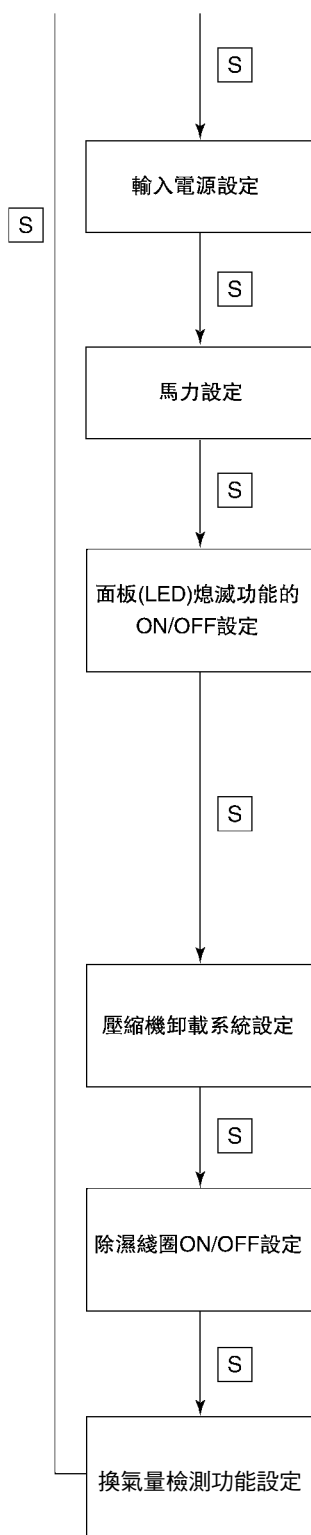 S
輸入電源設定
S
S
馬力設定
S
面板(LED)熄滅功能的
ON/OFF設定
S
壓縮機卸載系統設定
S
除濕綫圈ON/OFF設定
S
換氣量檢測功能設定